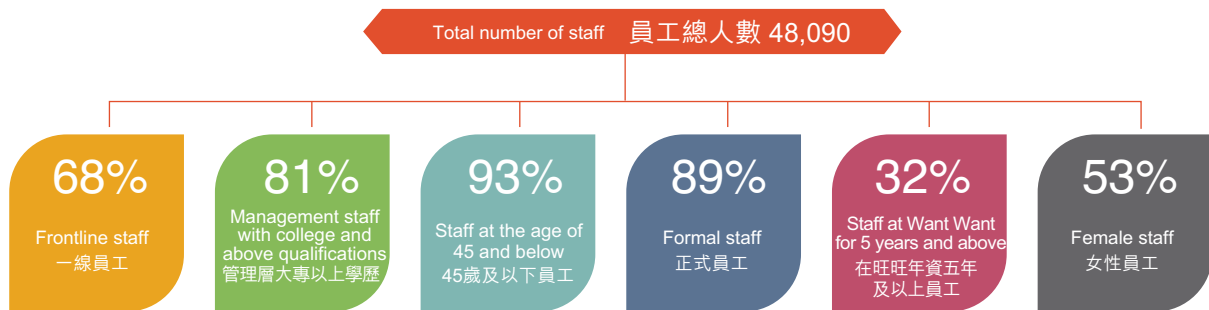 Total number of staff 員工總人數 48,090
68%
Frontline staff
一線員工
81%
Management staff
with college and
above qualifications
管理層大專以上學歷
93%
Staff at the age of
45 and below
45歲及以下員工
89%
Formal staff
正式員工
32%
Staff at Want Want
for 5 years and above
在旺旺年資五年
及以上員工
53%
Female staff
女性員工